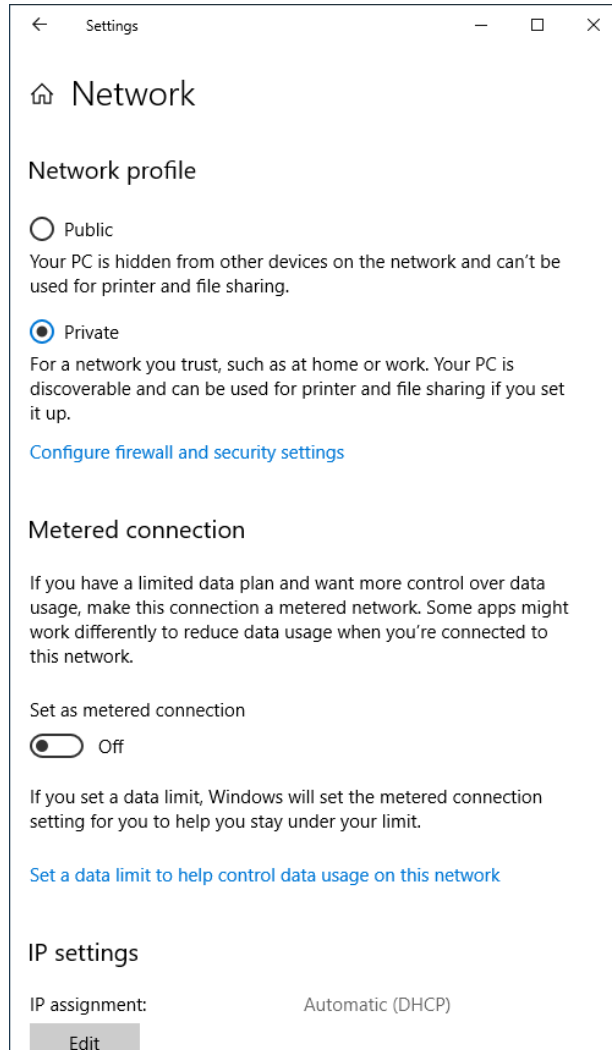 Settings
Network
Network profile
Public
Your PC is hidden from other devices on the network and can't be
used for printer and file sharing.
Private
For a network you trust, such as at home or work. Your PC is
discoverable and can be used for printer and file sharing if you set
it up.
Configure firewall and security settings
Metered connection
If you have a limited data plan and want more control over data
usage, make this connection a metered network. Some apps might
work differently to reduce data usage when you're connected to
this network.
Set as metered connection
Off
If you set a data limit, Windows will set the metered connection
setting for you to help you stay under your limit.
Set a data limit to help control data usage on this network
IP settings
IP assignment: Automatic (DHCP)
Edit